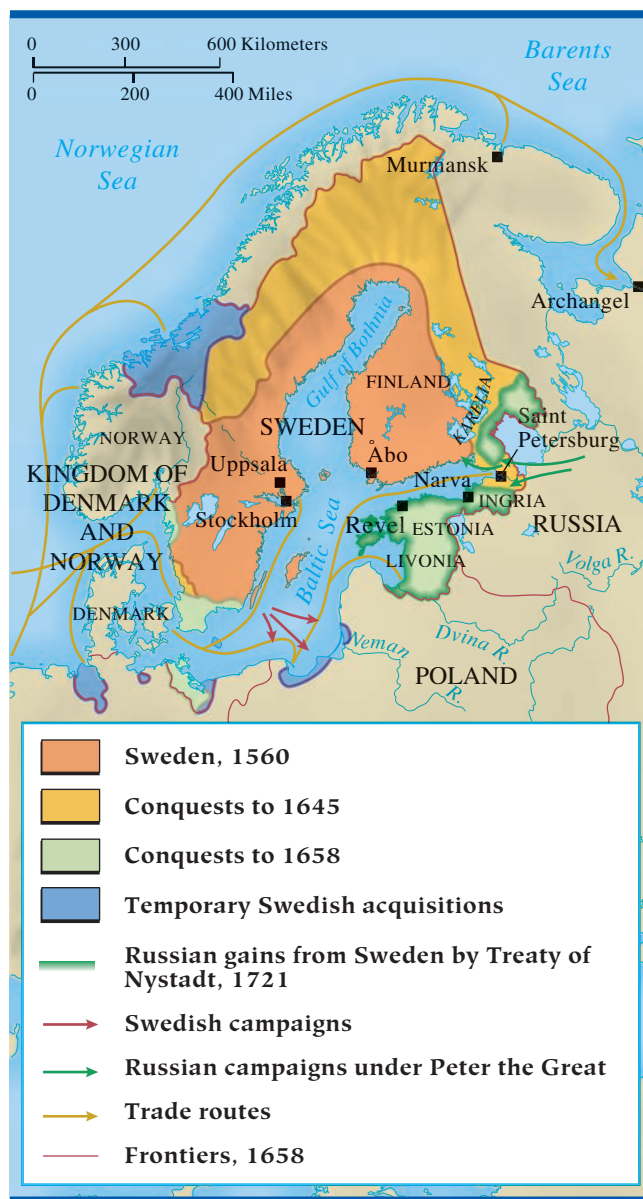 0 300 600 Kilometers
0 200 400 Miles
Barents
Sea
Norwegian
Sea
Murmansk
Archangel
Gulf of Bothnia
FINLAND
KARELIA
Saint
Petersburg
NORWAY
SWEDEN
Abo
Uppsala
Narva
KINGDOM OF
DENMARK
AND
NORWAY
Stockholm
INGRIA
Revel
ESTONIA
RUSSIA
Baltic Sea
LIVONIA
Volga R.
DENMARK
Dvina R.
Neman
R.
POLAND
Sweden, 1560
Conquests to 1645
Conquests to 1658
Temporary Swedish acquisitions
Russian gains from Sweden by Treaty of
Nystadt, 1721
Swedish campaigns
Russian campaigns under Peter the Great
Trade routes
Frontiers, 1658